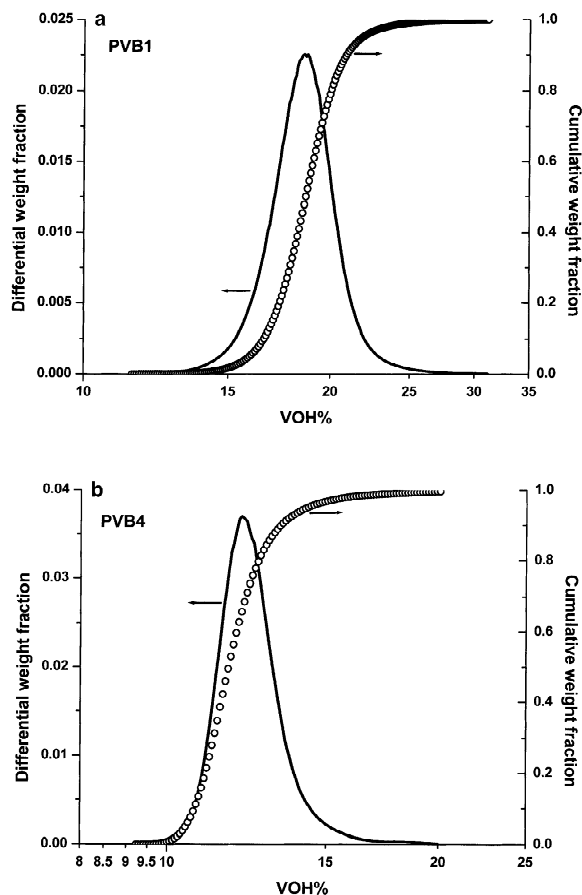 a
PVB1
0.025
0.020
0.015
0.010
0.005
0.000
Differential weight fraction
1.0
0.8
0.6
0.4
0.2
0.0
Cumulative weight fraction
10 15 20 25 30 35
VOH%
b
PVB4
0.04
0.03
0.02
0.01
0.00
Differential weight fraction
1.0
0.8
0.6
0.4
0.2
0.0
Cumulative weight fraction
8 8.5 9 9.5 10 15 20 25
VOH%